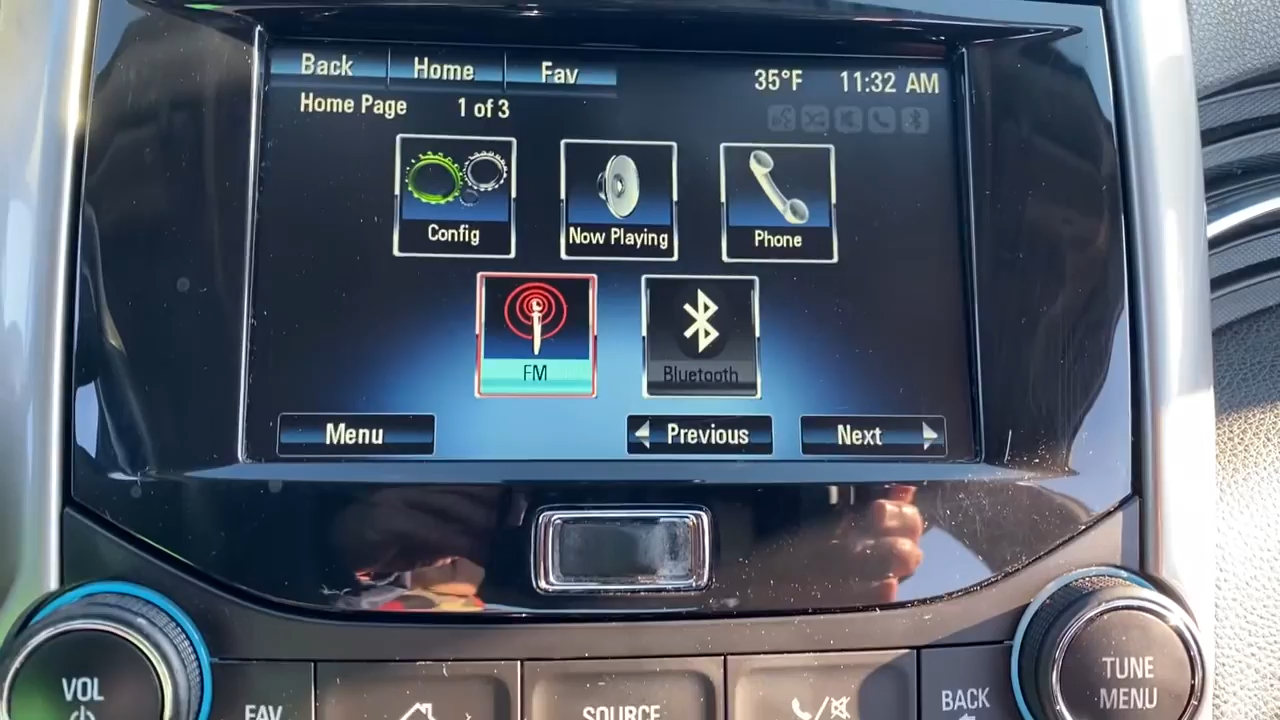 Back Home Fav 35°F 11:32 AM
Home Page 1 of 3
Config Now Playing Phone
FM Bluetooth
Menu Previous Next
VOL
FAV SOURCE BACK
TUNE
MENU